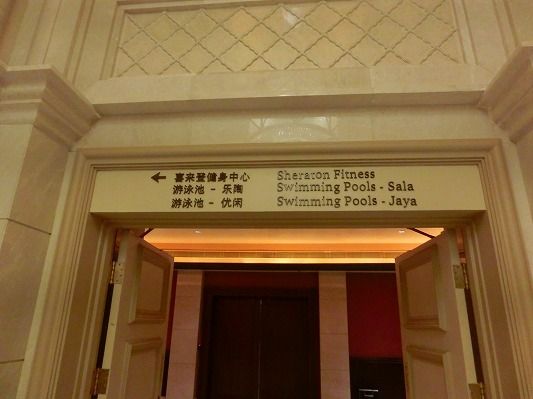 ← 喜来登健身中心 Sheraton Fitness
游泳池 - 乐陶 Swimming Pools - Sala
游泳池 - 优闲 Swimming Pools - Jaya